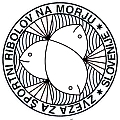 ZVEZA ZA ŠPORTNI RIBOLOV NA MORJU
* SLOVENIJE *